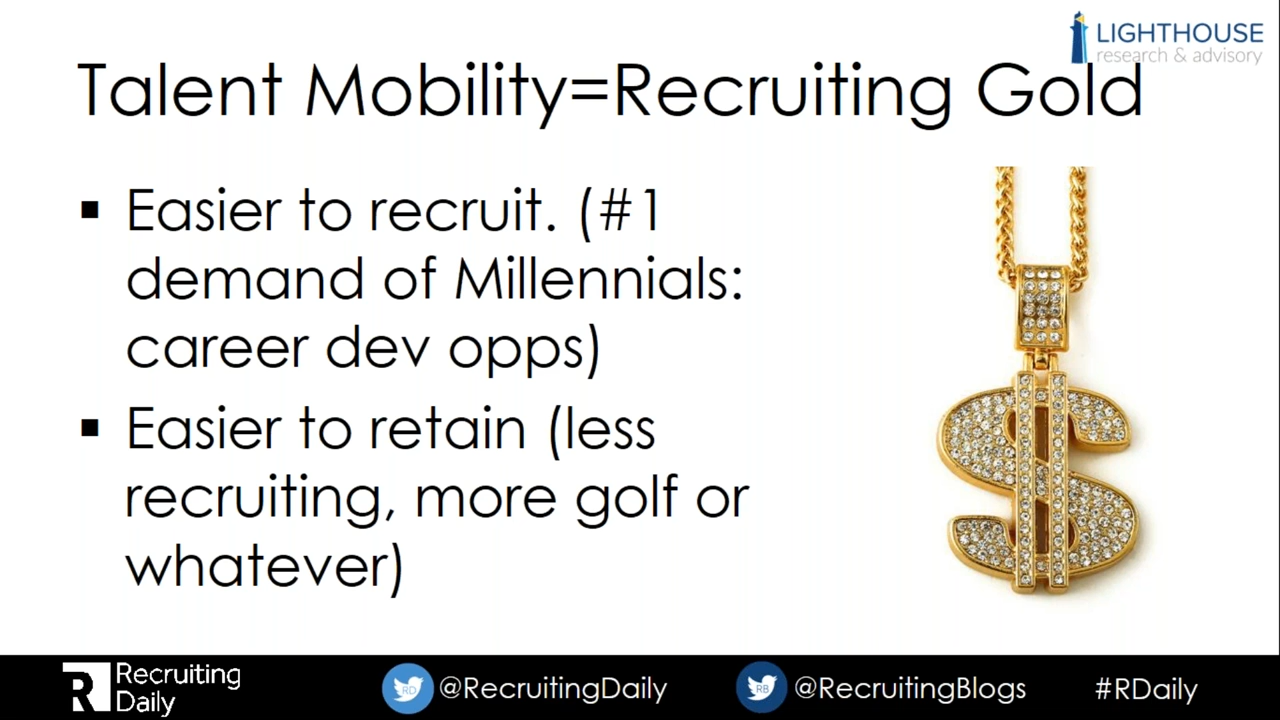 LIGHTHOUSE
research & advisory
Talent Mobility=Recruiting Gold
▪ Easier to recruit. (#1
demand of Millennials:
career dev opps)
▪ Easier to retain (less
recruiting, more golf or
whatever)
R
Recruiting
Daily
RD
@RecruitingDaily
RB
@RecruitingBlogs
#RDaily